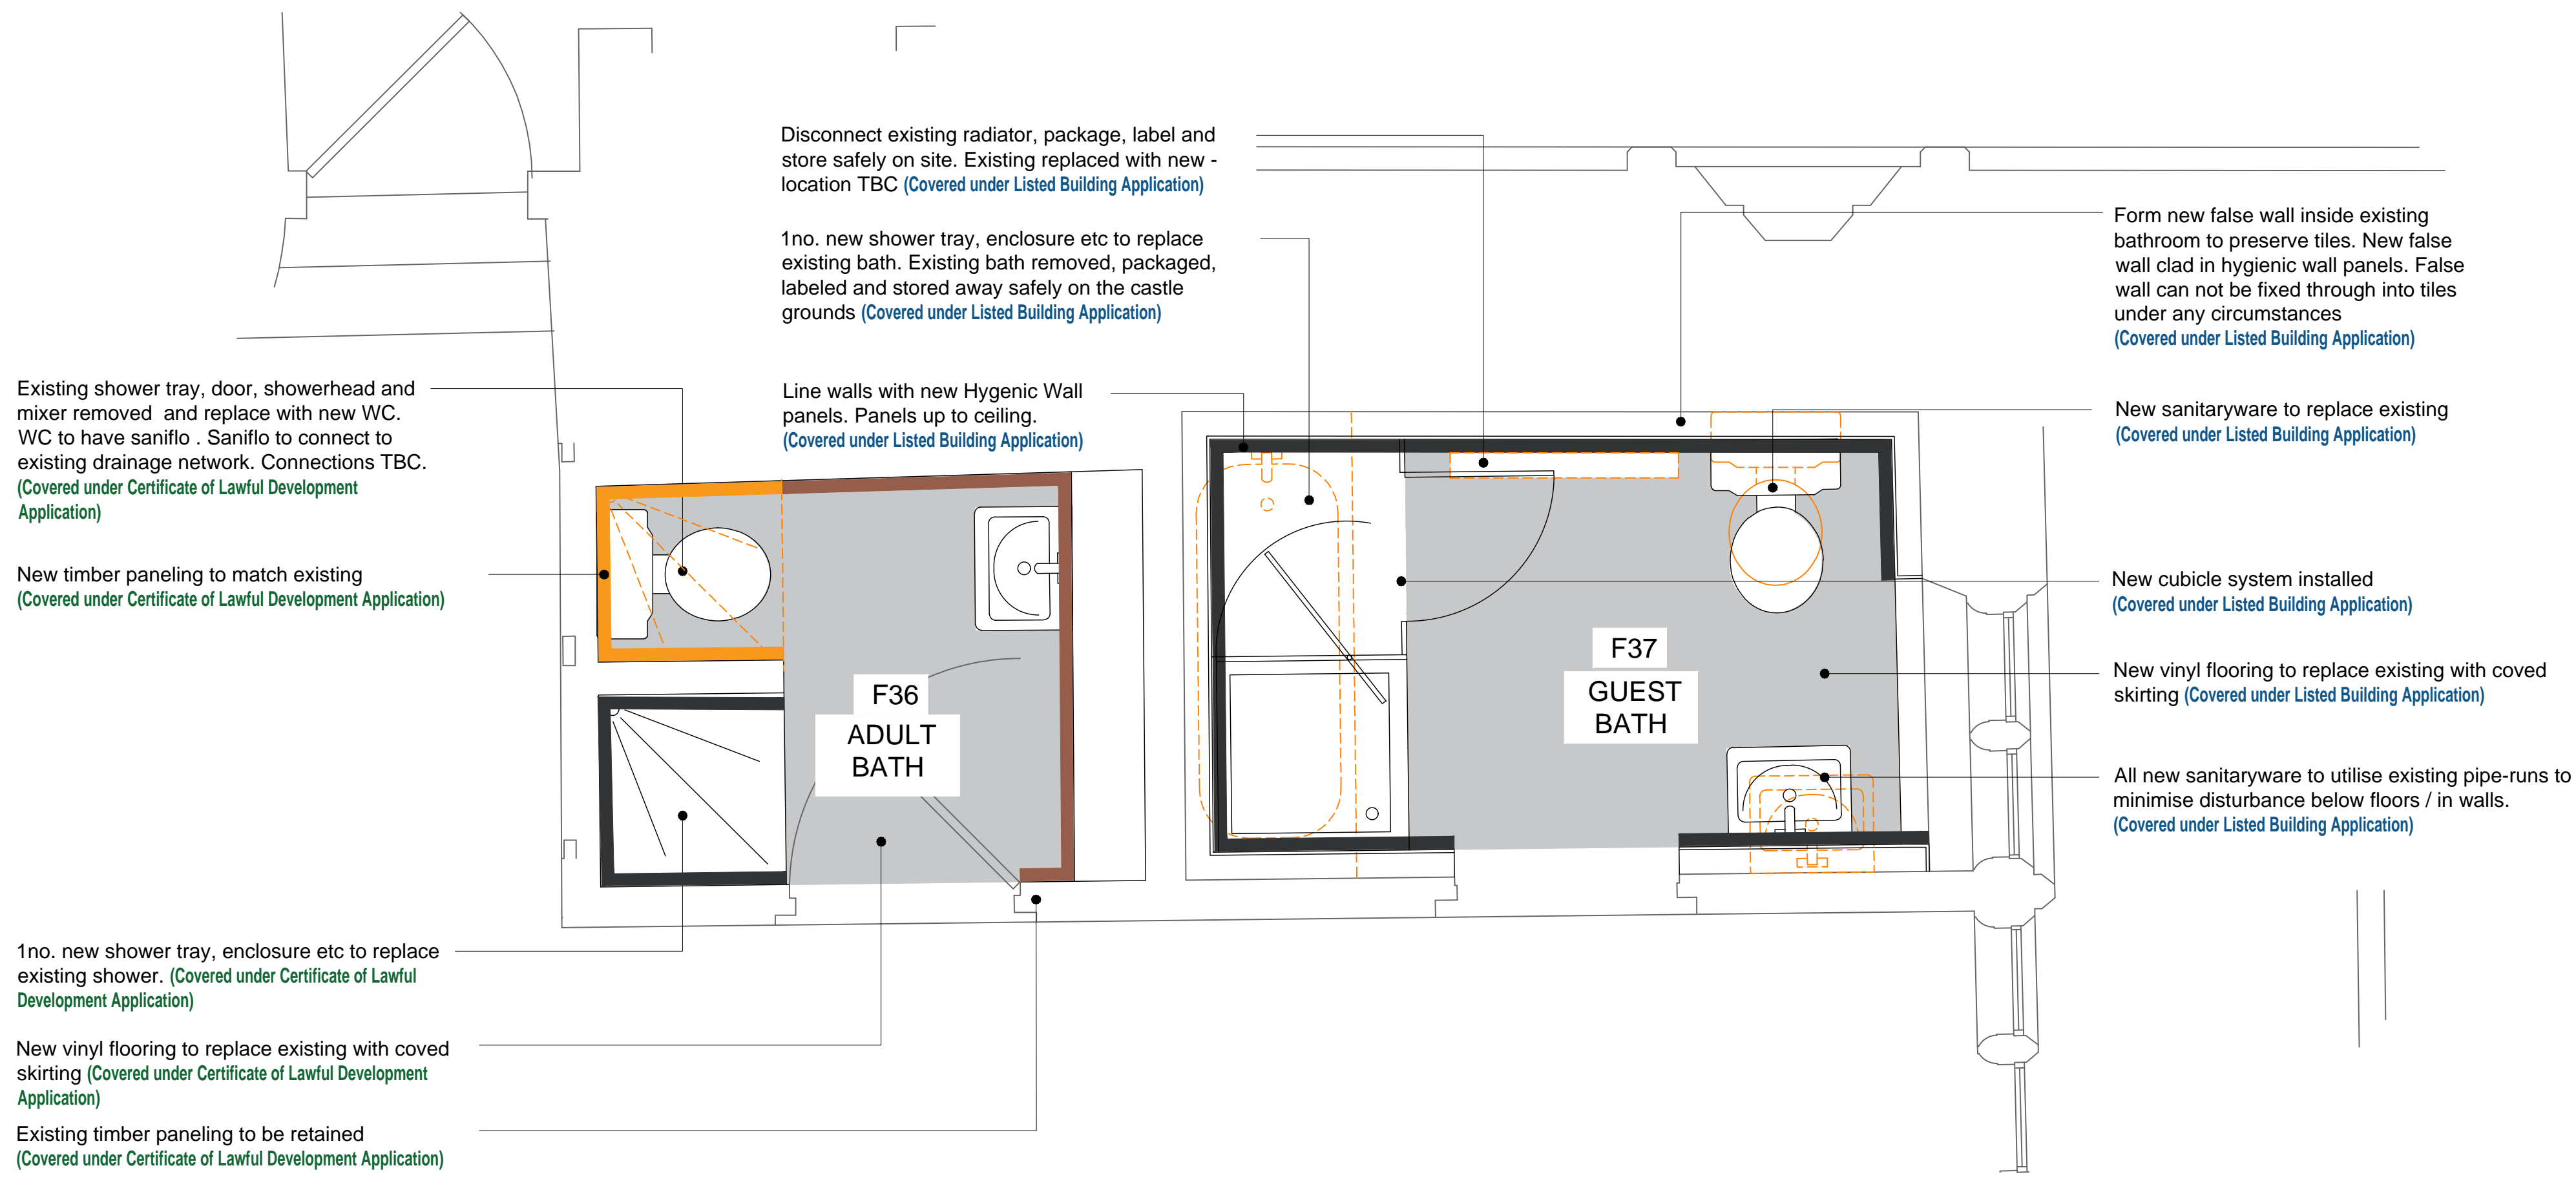 Disconnect existing radiator, package, label and
store safely on site. Existing replaced with new -
location TBC (Covered under Listed Building Application)
1no. new shower tray, enclosure etc to replace
existing bath. Existing bath removed, packaged,
labeled and stored away safely on the castle
grounds (Covered under Listed Building Application)
Line walls with new Hygenic Wall
panels. Panels up to ceiling.
(Covered under Listed Building Application)
Existing shower tray, door, showerhead and
mixer removed  and replace with new WC.
WC to have saniflo . Saniflo to connect to
existing drainage network. Connections TBC.
(Covered under Certificate of Lawful Development
Application)
New timber paneling to match existing
(Covered under Certificate of Lawful Development Application)
1no. new shower tray, enclosure etc to replace
existing shower. (Covered under Certificate of Lawful
Development Application)
New vinyl flooring to replace existing with coved
skirting (Covered under Certificate of Lawful Development
Application)
Existing timber paneling to be retained
(Covered under Certificate of Lawful Development Application)
F36
ADULT
BATH
F37
GUEST
BATH
Form new false wall inside existing
bathroom to preserve tiles. New false
wall clad in hygienic wall panels. False
wall can not be fixed through into tiles
under any circumstances
(Covered under Listed Building Application)
New sanitaryware to replace existing
(Covered under Listed Building Application)
New cubicle system installed
(Covered under Listed Building Application)
New vinyl flooring to replace existing with coved
skirting (Covered under Listed Building Application)
All new sanitaryware to utilise existing pipe-runs to
minimise disturbance below floors / in walls.
(Covered under Listed Building Application)